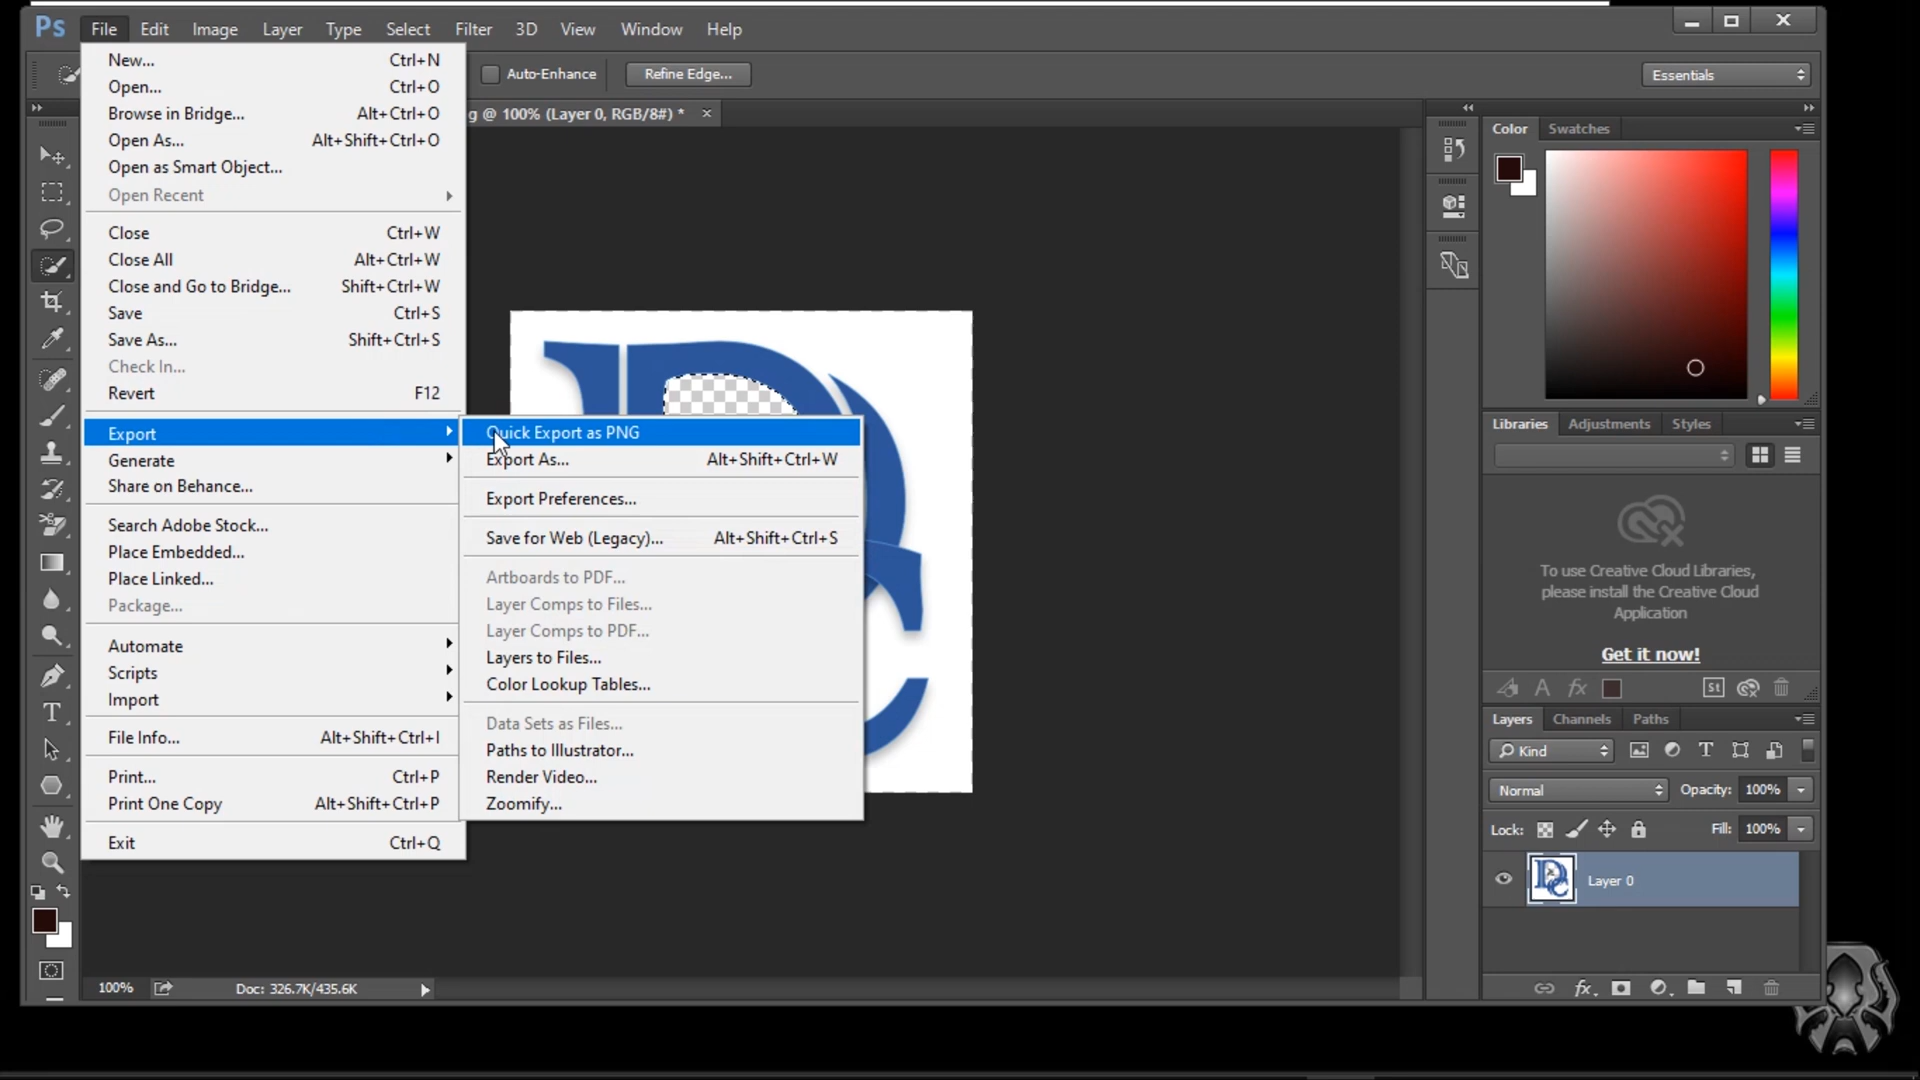 Ps File Edit Image Layer Type Select Filter 3D View Window Help
Auto-Enhance Refine Edge... Essentials
g @ 100% (Layer 0, RGB/8#) * ×
New... Ctrl+N
Open... Ctrl+O
Browse in Bridge... Alt+Ctrl+O
Open As... Alt+Shift+Ctrl+O
Open as Smart Object...
Open Recent
Close Ctrl+W
Close All Alt+Ctrl+W
Close and Go to Bridge... Shift+Ctrl+W
Save Ctrl+S
Save As... Shift+Ctrl+S
Check In...
Revert F12
Export
Generate
Share on Behance...
Search Adobe Stock...
Place Embedded...
Place Linked...
Package...
Automate
Scripts
Import
File Info... Alt+Shift+Ctrl+I
Print... Ctrl+P
Print One Copy Alt+Shift+Ctrl+P
Exit Ctrl+Q
Quick Export as PNG
Export As... Alt+Shift+Ctrl+W
Export Preferences...
Save for Web (Legacy)... Alt+Shift+Ctrl+S
Artboards to PDF...
Layer Comps to Files...
Layer Comps to PDF...
Layers to Files...
Color Lookup Tables...
Data Sets as Files...
Paths to Illustrator...
Render Video...
Zoomify...
Color Swatches
Libraries Adjustments Styles
To use Creative Cloud Libraries,
please install the Creative Cloud
Application
Get it now!
A fx St
Layers Channels Paths
Kind T
Normal Opacity: 100%
Lock: Fill: 100%
Layer 0
fx
T
100% Doc: 326.7K/435.6K